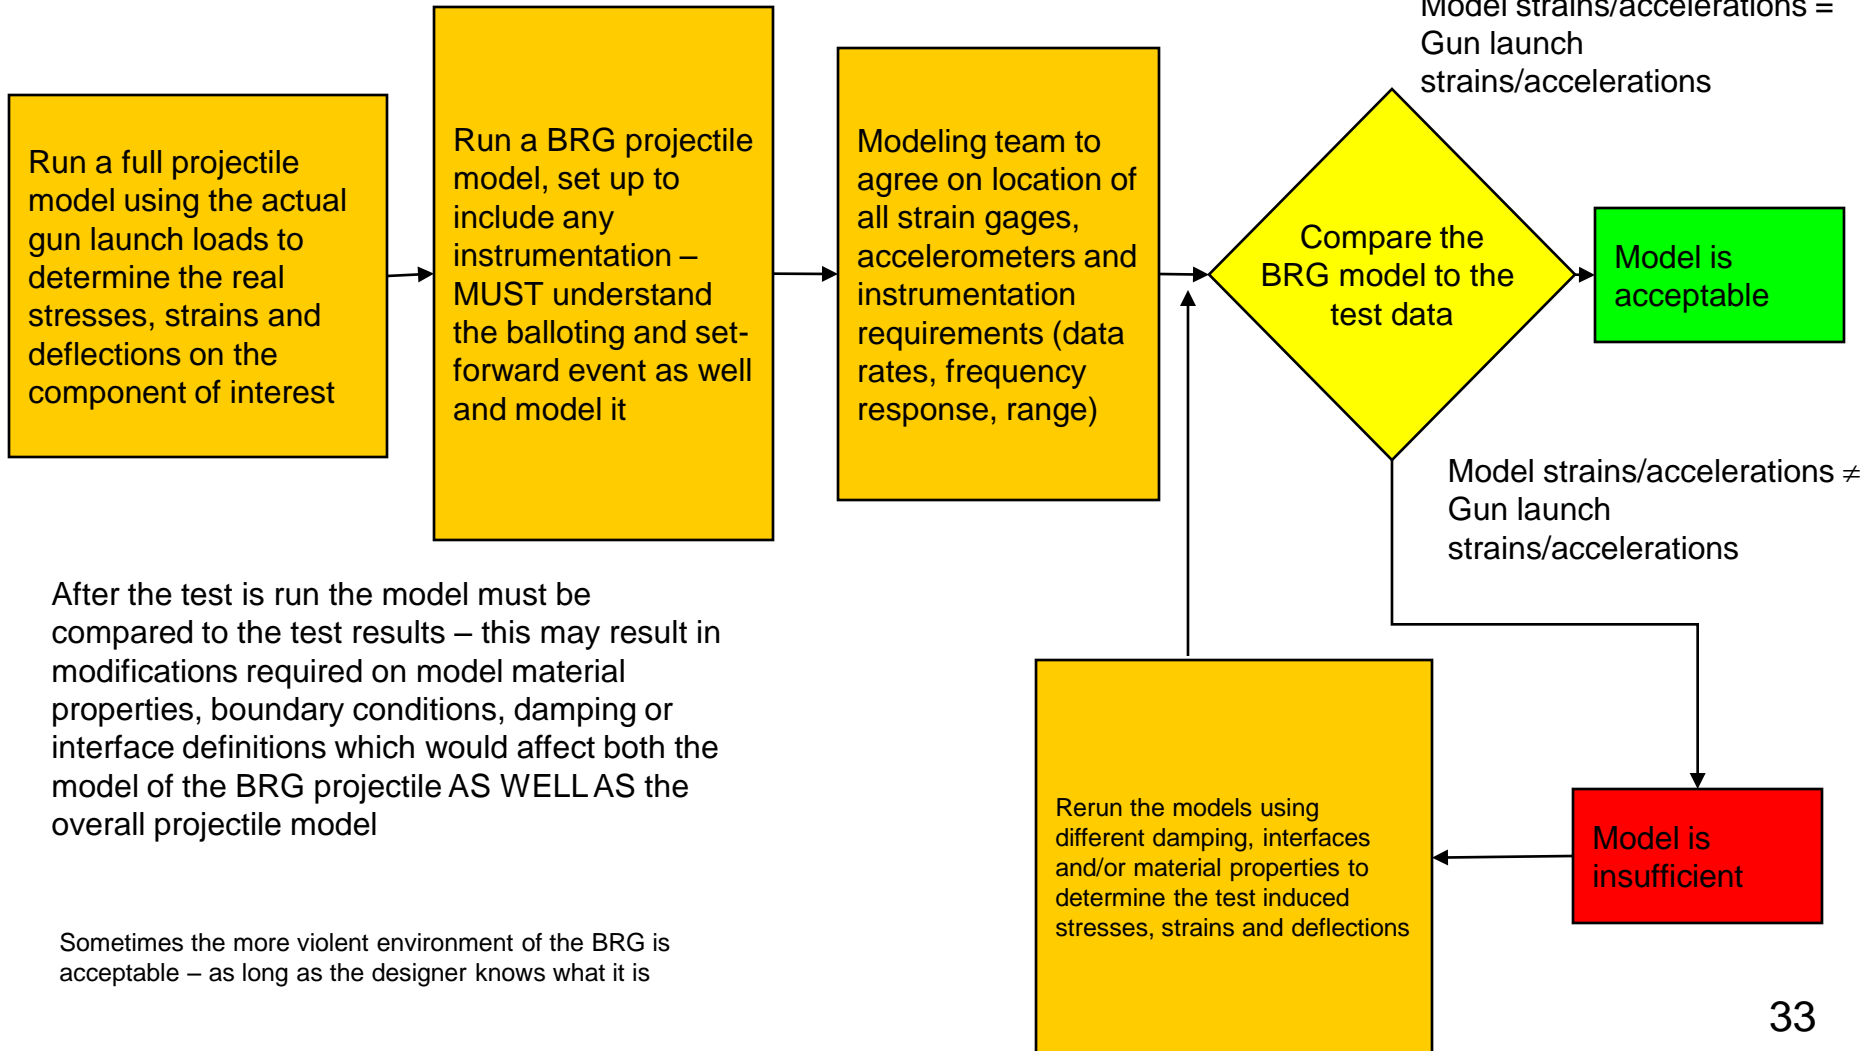 Model strains/accelerations =
Gun launch
strains/accelerations
Run a full projectile
model using the actual
gun launch loads to
determine the real
stresses, strains and
deflections on the
component of interest
Run a BRG projectile
model, set up to
include any
instrumentation –
MUST understand
the balloting and set-
forward event as well
and model it
Modeling team to
agree on location of
all strain gages,
accelerometers and
instrumentation
requirements (data
rates, frequency
response, range)
Compare the
BRG model to the
test data
Model is
acceptable
Model strains/accelerations ≠
Gun launch
strains/accelerations
After the test is run the model must be
compared to the test results – this may result in
modifications required on model material
properties, boundary conditions, damping or
interface definitions which would affect both the
model of the BRG projectile AS WELL AS the
overall projectile model
Rerun the models using
different damping, interfaces
and/or material properties to
determine the test induced
stresses, strains and deflections
Model is
insufficient
Sometimes the more violent environment of the BRG is
acceptable – as long as the designer knows what it is
33